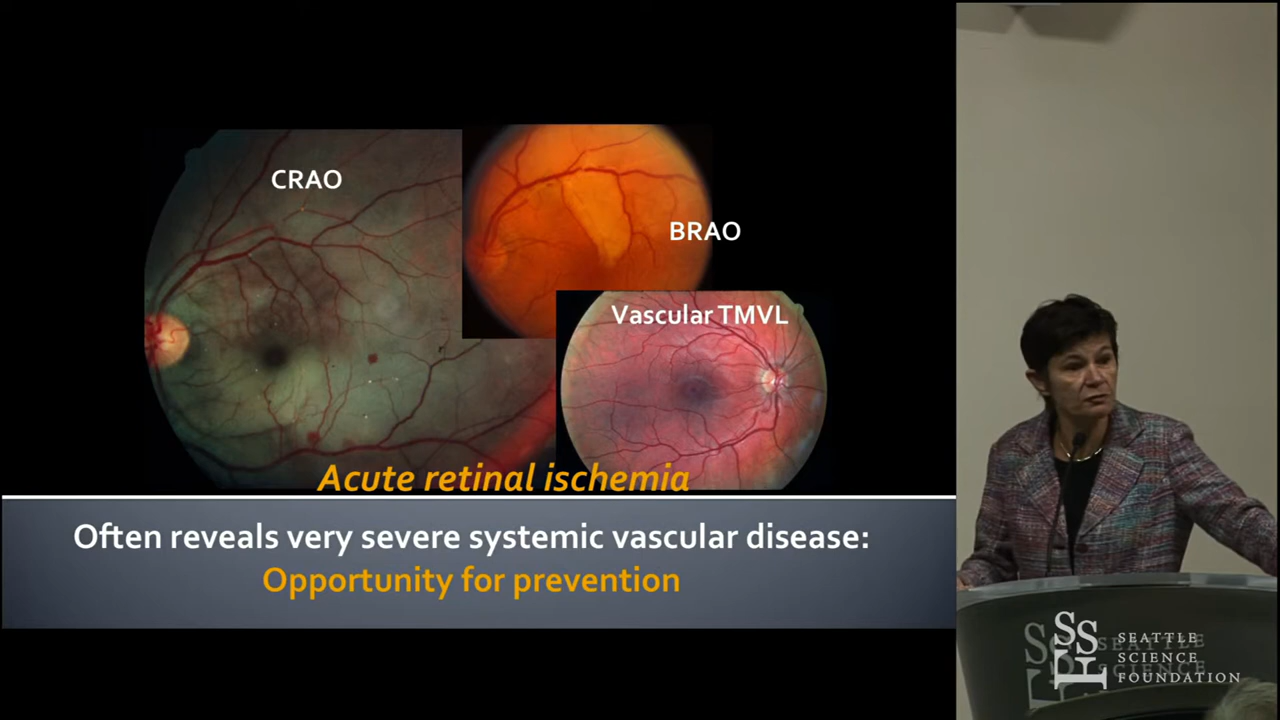 CRAO
BRAO
Vascular TMVL
Acute retinal ischemia
Often reveals very severe systemic vascular disease:
Opportunity for prevention
SSF
SEATTLE
SCIENCE
FOUNDATION